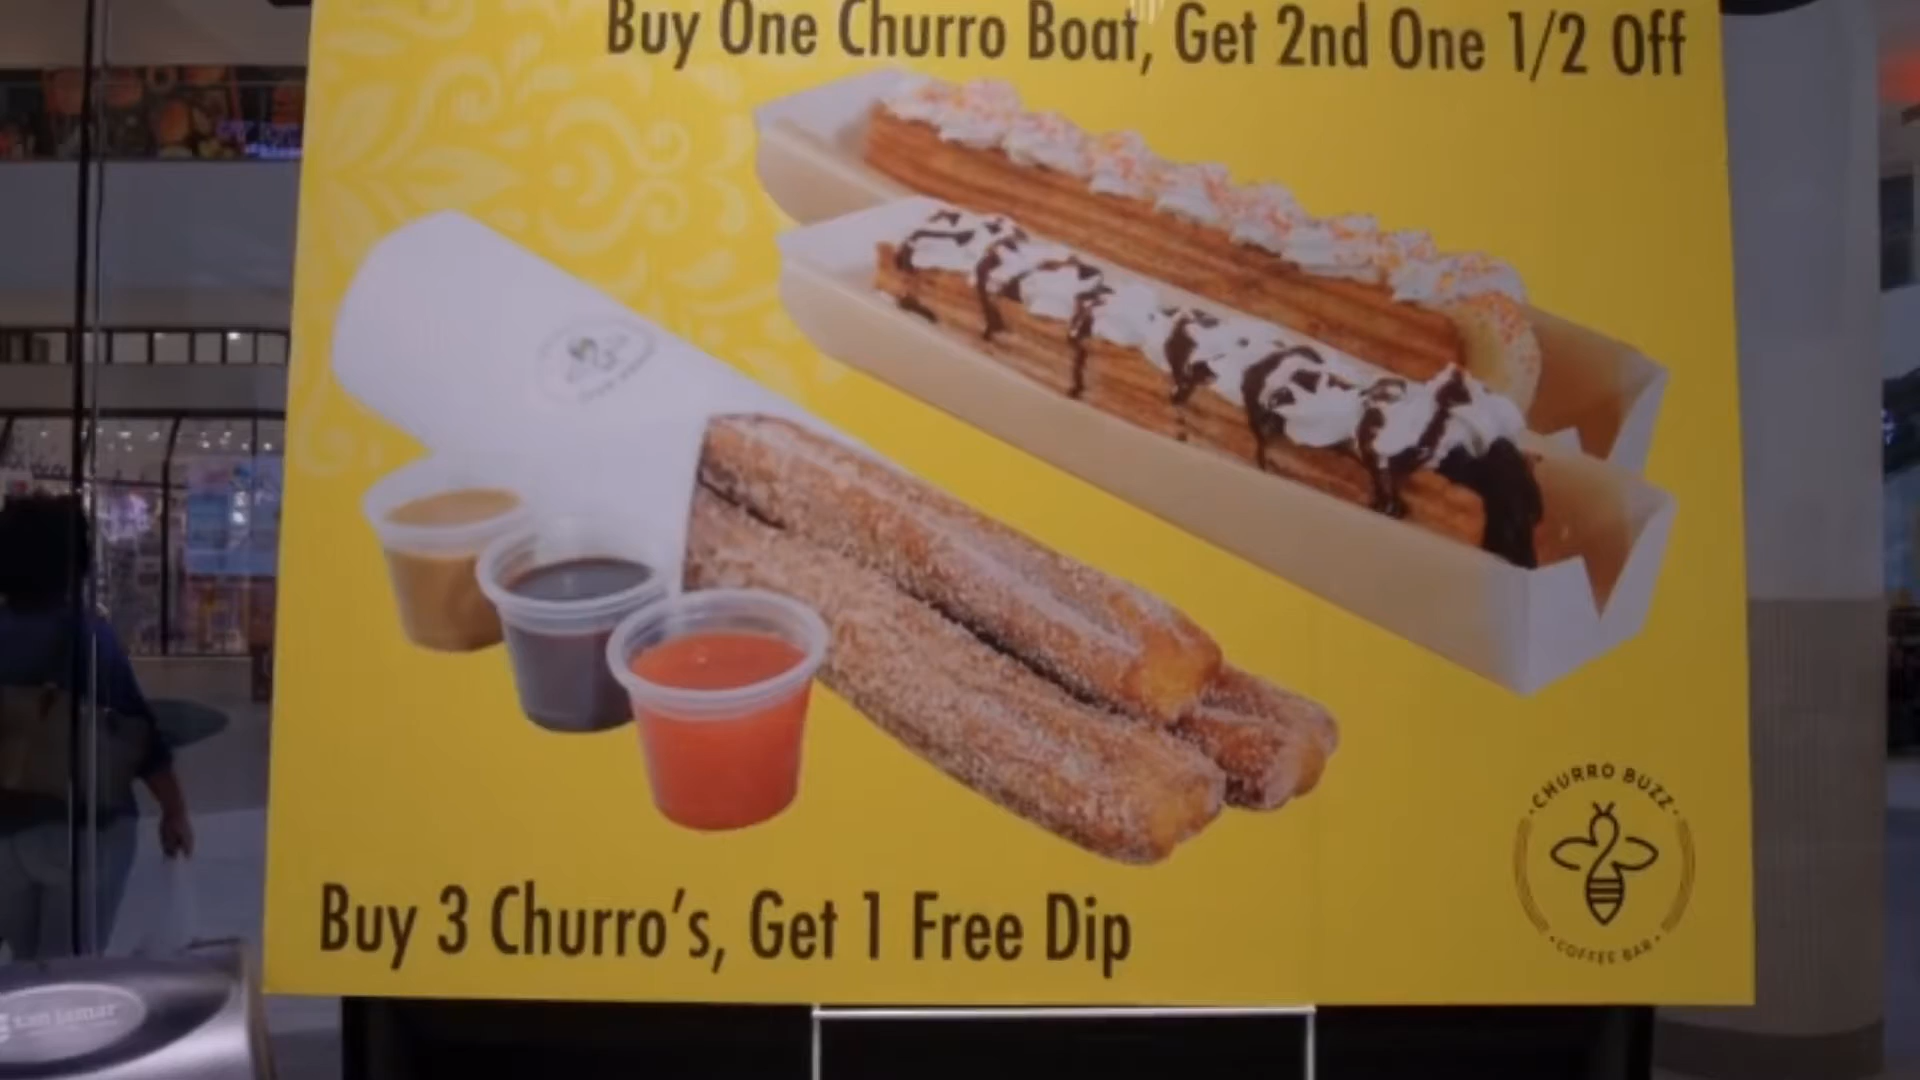 Buy One Churro Boat, Get 2nd One 1/2 Off
Buy 3 Churro's, Get 1 Free Dip
CHURRO BUZZ
COFFEE BAR